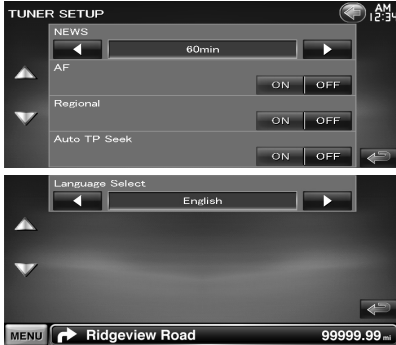 TUNER SETUP AM 12:34
NEWS
60min
AF
ON OFF
Regional
ON OFF
Auto TP Seek
ON OFF
Language Select
English
MENU Ridgeview Road 99999.99 mi